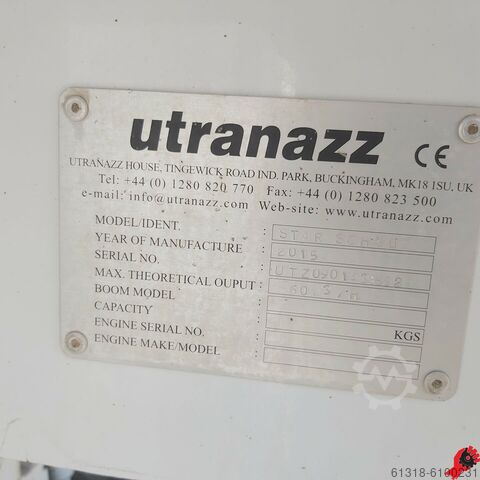 utranazz CE
UTRANAZZ HOUSE, TINGEWICK ROAD IND. PARK, BUCKINGHAM, MK18 1SU, UK
Tel: +44 (0) 1280 820 770 Fax: +44 (0) 1280 823 500
e-mail: info@utranazz.com Web-site: www.utranazz.com
MODEL/IDENT. : STAR
YEAR OF MANUFACTURE : 2015
SERIAL NO. :
MAX. THEORETICAL OUPUT :
BOOM MODEL :
CAPACITY : KGS
ENGINE SERIAL NO. :
ENGINE MAKE/MODEL :
61318-6100231